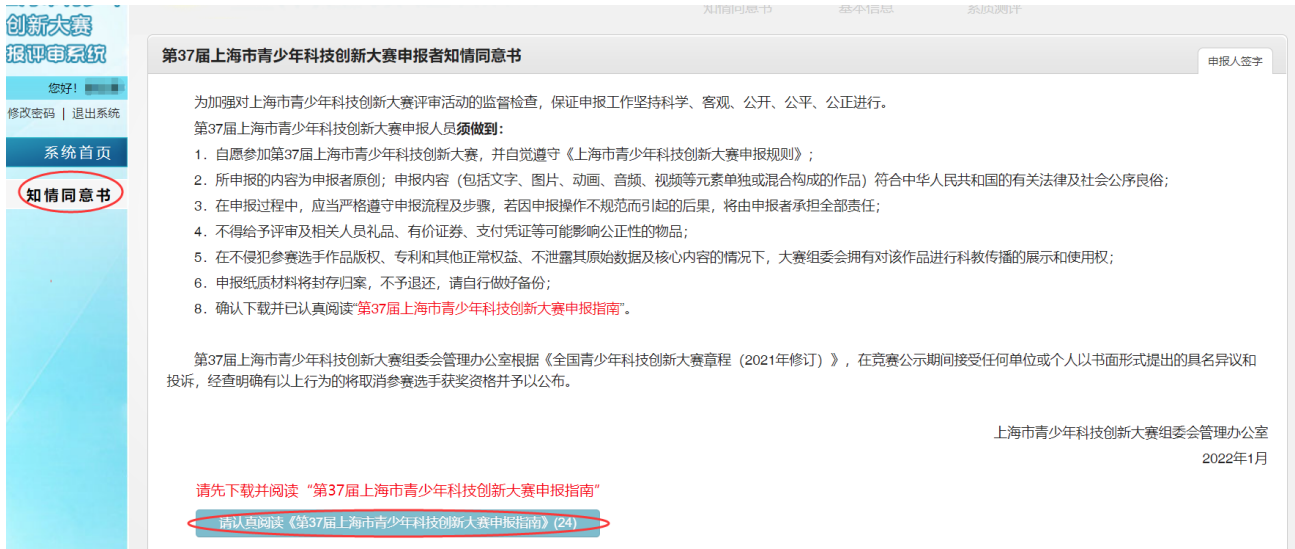 知情同意书 基本信息 素质测评
创新大赛
报评审系统
您好!
修改密码 | 退出系统
系统首页
知情同意书
第37届上海市青少年科技创新大赛申报者知情同意书
申报人签字
为加强对上海市青少年科技创新大赛评审活动的监督检查，保证申报工作坚持科学、客观、公开、公平、公正进行。
第37届上海市青少年科技创新大赛申报人员须做到：
1．自愿参加第37届上海市青少年科技创新大赛，并自觉遵守《上海市青少年科技创新大赛申报规则》；
2．所申报的内容为申报者原创；申报内容（包括文字、图片、动画、音频、视频等元素单独或混合构成的作品）符合中华人民共和国的有关法律及社会公序良俗；
3．在申报过程中，应当严格遵守申报流程及步骤，若因申报操作不规范而引起的后果，将由申报者承担全部责任；
4．不得给予评审及相关人员礼品、有价证券、支付凭证等可能影响公正性的物品；
5．在不侵犯参赛选手作品版权、专利和其他正常权益、不泄露其原始数据及核心内容的情况下，大赛组委会拥有对该作品进行科教传播的展示和使用权；
6．申报纸质材料将封存归案，不予退还，请自行做好备份；
8．确认下载并已认真阅读“第37届上海市青少年科技创新大赛申报指南”。
第37届上海市青少年科技创新大赛组委会管理办公室根据《全国青少年科技创新大赛章程（2021年修订）》，在竞赛公示期间接受任何单位或个人以书面形式提出的具名异议和
投诉，经查明确有以上行为的将取消参赛选手获奖资格并予以公布。
上海市青少年科技创新大赛组委会管理办公室
2022年1月
请先下载并阅读“第37届上海市青少年科技创新大赛申报指南”
请认真阅读《第37届上海市青少年科技创新大赛申报指南》(24)